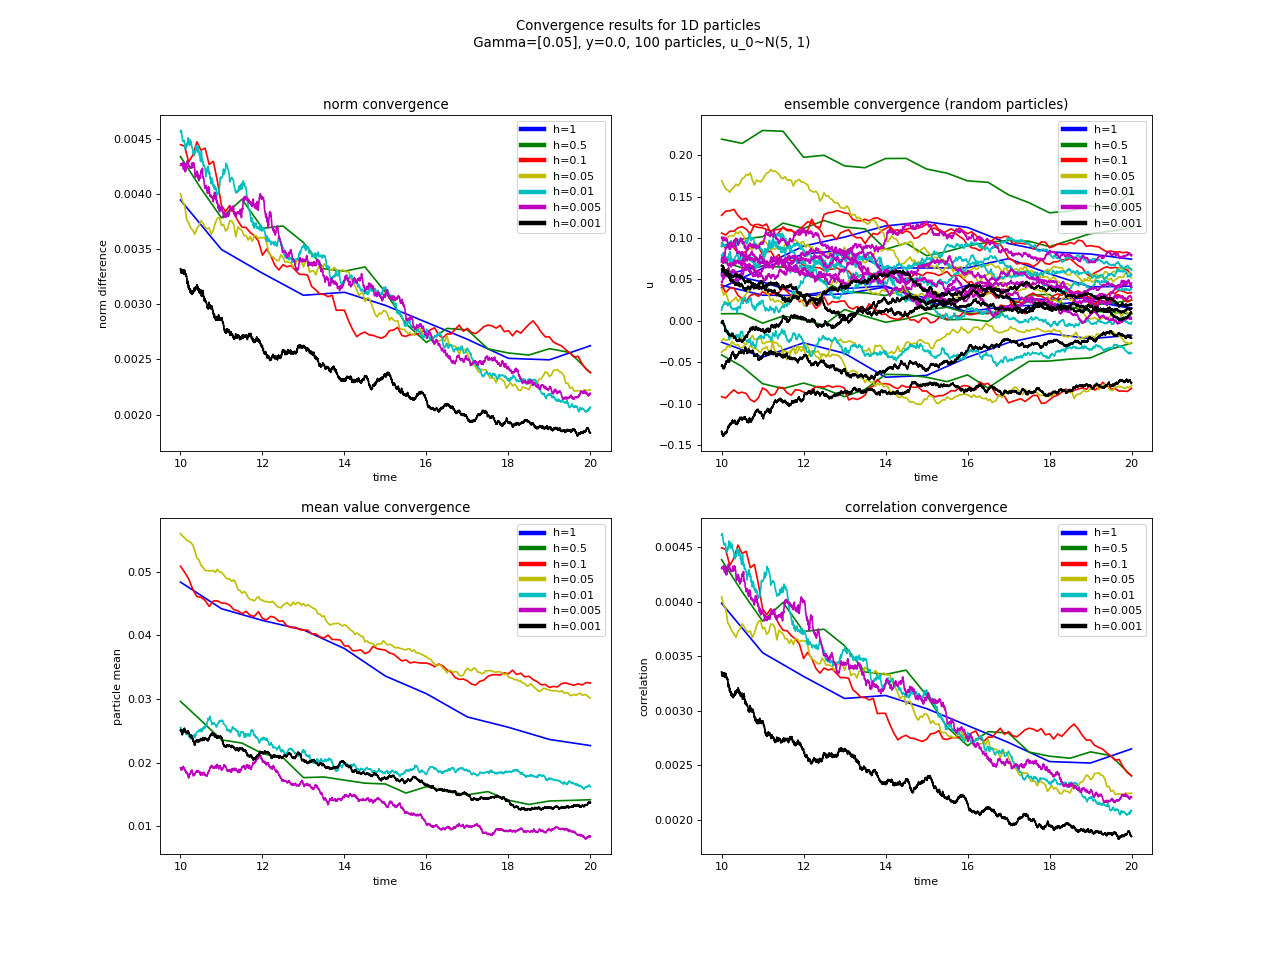 Convergence results for 1D particles
Gamma=[0.05], y=0.0, 100 particles, u_0~N(5, 1)
norm convergence
norm difference
0.0045
0.0040
0.0035
0.0030
0.0025
0.0020
10 12 14 16 18 20
time
h=1
h=0.5
h=0.1
h=0.05
h=0.01
h=0.005
h=0.001
ensemble convergence (random particles)
u
0.20
0.15
0.10
0.05
0.00
−0.05
−0.10
−0.15
10 12 14 16 18 20
time
h=1
h=0.5
h=0.1
h=0.05
h=0.01
h=0.005
h=0.001
mean value convergence
particle mean
0.05
0.04
0.03
0.02
0.01
10 12 14 16 18 20
time
h=1
h=0.5
h=0.1
h=0.05
h=0.01
h=0.005
h=0.001
correlation convergence
correlation
0.0045
0.0040
0.0035
0.0030
0.0025
0.0020
10 12 14 16 18 20
time
h=1
h=0.5
h=0.1
h=0.05
h=0.01
h=0.005
h=0.001